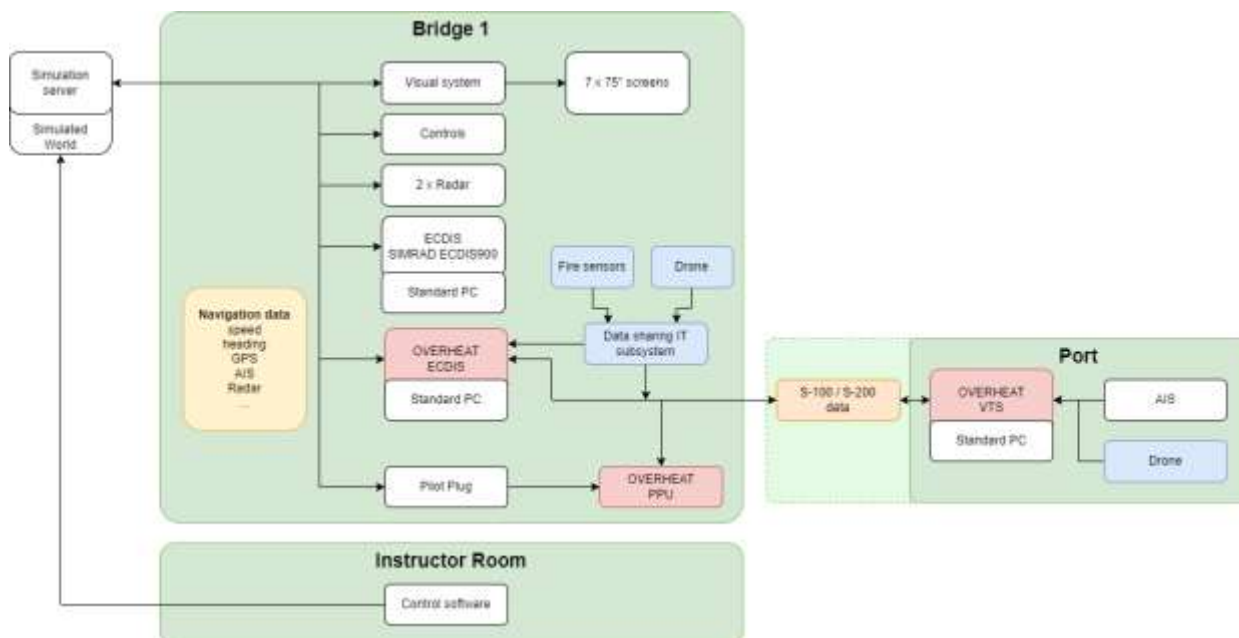 Bridge 1
Simulation
server
Simulated
World
Visual system
7 x 75" screens
Controls
2 x Radar
ECDIS
SIMRAD ECDIS900
Standard PC
Fire sensors
Drone
Navigation data
speed
heading
GPS
AIS
Radar
...
OVERHEAT
ECDIS
Standard PC
Data sharing IT
subsystem
Pilot Plug
OVERHEAT
PPU
S-100 / S-200
data
Port
OVERHEAT
VTS
Standard PC
AIS
Drone
Instructor Room
Control software